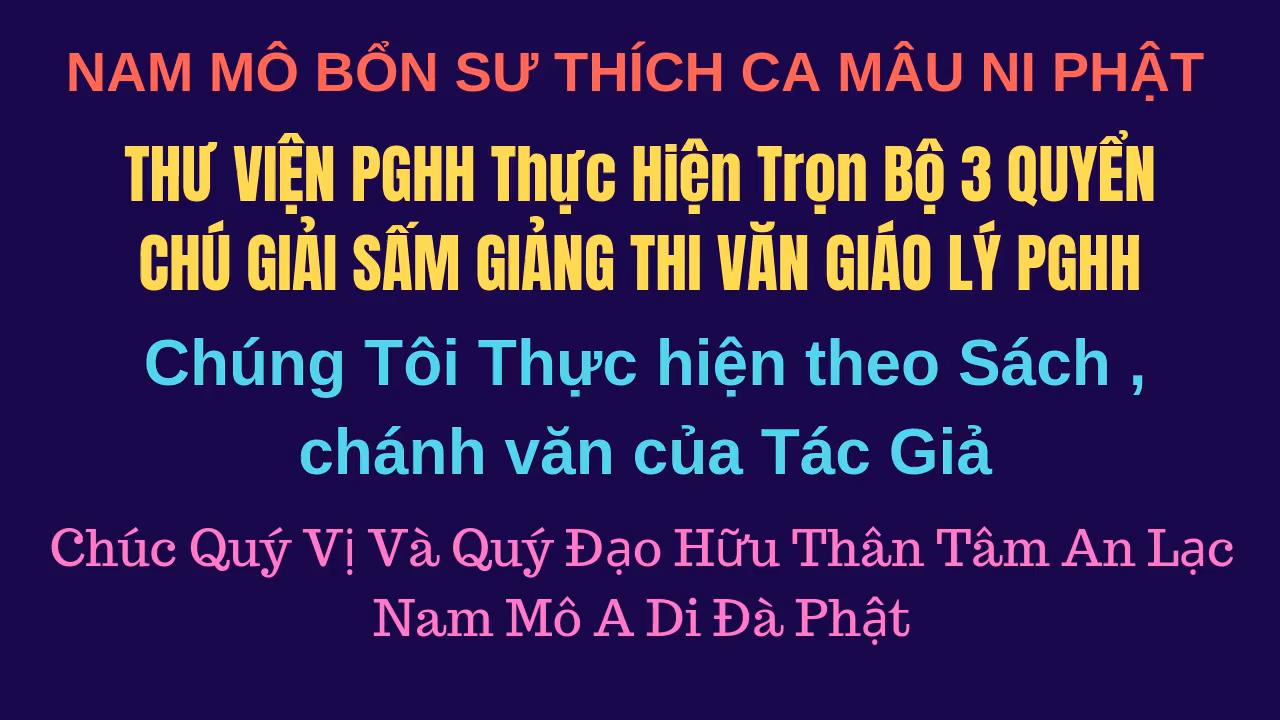 NAM MÔ BỔN SƯ THÍCH CA MÂU NI PHẬT
THƯ VIỆN PGHH Thực Hiện Trọn Bộ 3 QUYỂN
CHÚ GIẢI SẤM GIẢNG THI VĂN GIÁO LÝ PGHH
Chúng Tôi Thực hiện theo Sách ,
chánh văn của Tác Giả
Chúc Quý Vị Và Quý Đạo Hữu Thân Tâm An Lạc
Nam Mô A Di Đà Phật